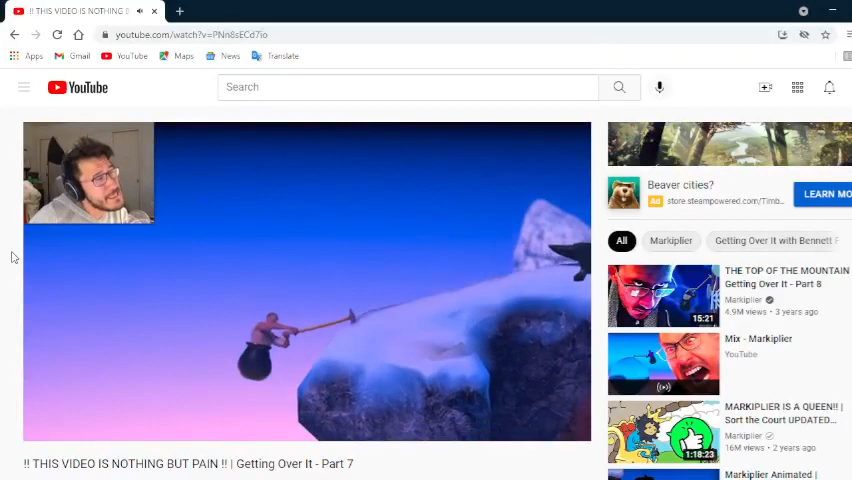 !! THIS VIDEO IS NOTHING
youtube.com/watch?v=PNn8sECd7io
Apps
Gmail
YouTube
Maps
News
Translate
YouTube
Search
Beaver cities?
Ad store.steampowered.com/Timb...
LEARN MO
All
Markiplier
Getting Over It with Bennett F
THE TOP OF THE MOUNTAIN
Getting Over It - Part 8
Markiplier
4.9M views • 3 years ago
15:21
Mix - Markiplier
YouTube
MARKIPLIER IS A QUEEN!! |
Sort the Court UPDATED...
Markiplier
16M views • 2 years ago
1:18:23
Markiplier Animated |
!! THIS VIDEO IS NOTHING BUT PAIN !! | Getting Over It - Part 7